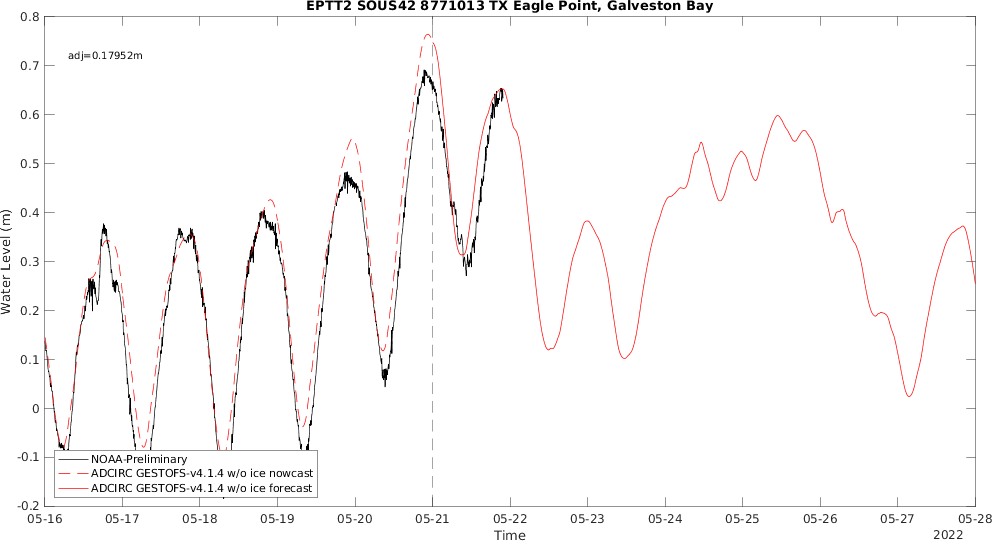 EPTT2 SOUS42 8771013 TX Eagle Point, Galveston Bay
adj=0.17952m
Water Level (m)
0.8
0.7
0.6
0.5
0.4
0.3
0.2
0.1
0
-0.1
-0.2
NOAA-Preliminary
ADCIRC GESTOFS-v4.1.4 w/o ice nowcast
ADCIRC GESTOFS-v4.1.4 w/o ice forecast
05-16 05-17 05-18 05-19 05-20 05-21 05-22 05-23 05-24 05-25 05-26 05-27 05-28
Time
2022